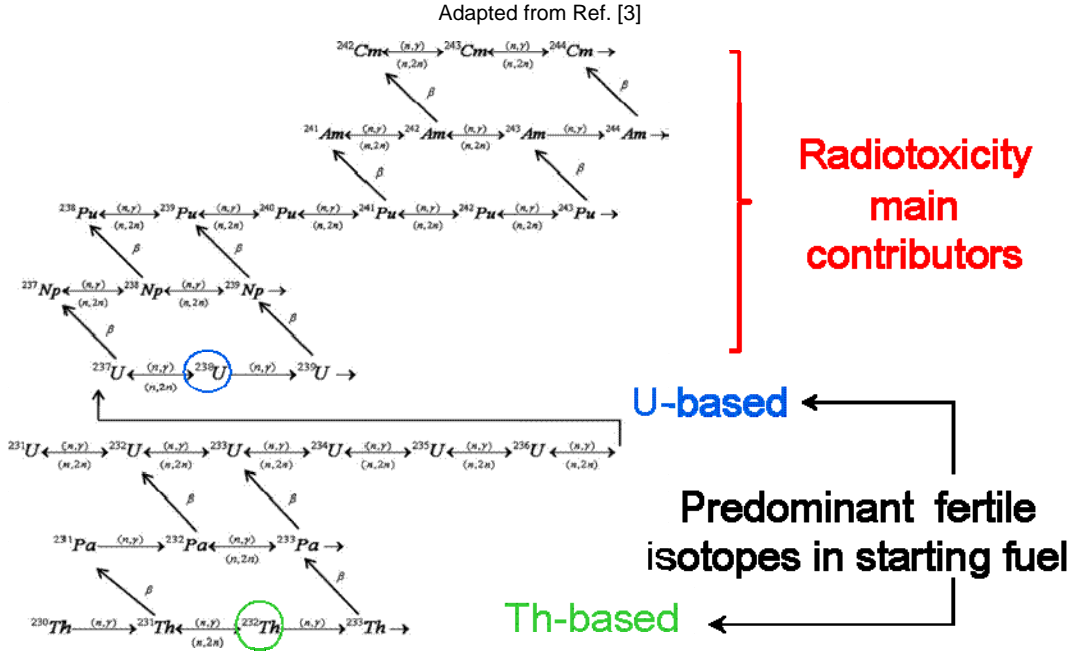 Adapted from Ref. [3]
²⁴²Cm (n,γ) (n,2n) ²⁴³Cm (n,γ) (n,2n) ²⁴⁴Cm
β β
²⁴¹Am (n,γ) (n,2n) ²⁴²Am (n,γ) (n,2n) ²⁴³Am (n,γ) ²⁴⁴Am
β β
²³⁸Pu (n,γ) (n,2n) ²³⁹Pu (n,γ) (n,2n) ²⁴⁰Pu (n,γ) (n,2n) ²⁴¹Pu (n,γ) (n,2n) ²⁴²Pu (n,γ) (n,2n) ²⁴³Pu
β β
²³⁷Np (n,γ) (n,2n) ²³⁸Np (n,γ) (n,2n) ²³⁹Np
β β
²³⁷U (n,γ) (n,2n) ²³⁸U (n,γ) ²³⁹U
Radiotoxicity
main
contributors
U-based
²³¹U (n,γ) (n,2n) ²³²U (n,γ) (n,2n) ²³³U (n,γ) (n,2n) ²³⁴U (n,γ) (n,2n) ²³⁵U (n,γ) (n,2n) ²³⁶U (n,γ) (n,2n)
β β
²³¹Pa (n,γ) ²³²Pa (n,γ) (n,2n) ²³³Pa
β β
²³⁰Th (n,γ) ²³¹Th (n,γ) (n,2n) ²³²Th (n,γ) ²³³Th
Predominant fertile
isotopes in starting fuel
Th-based